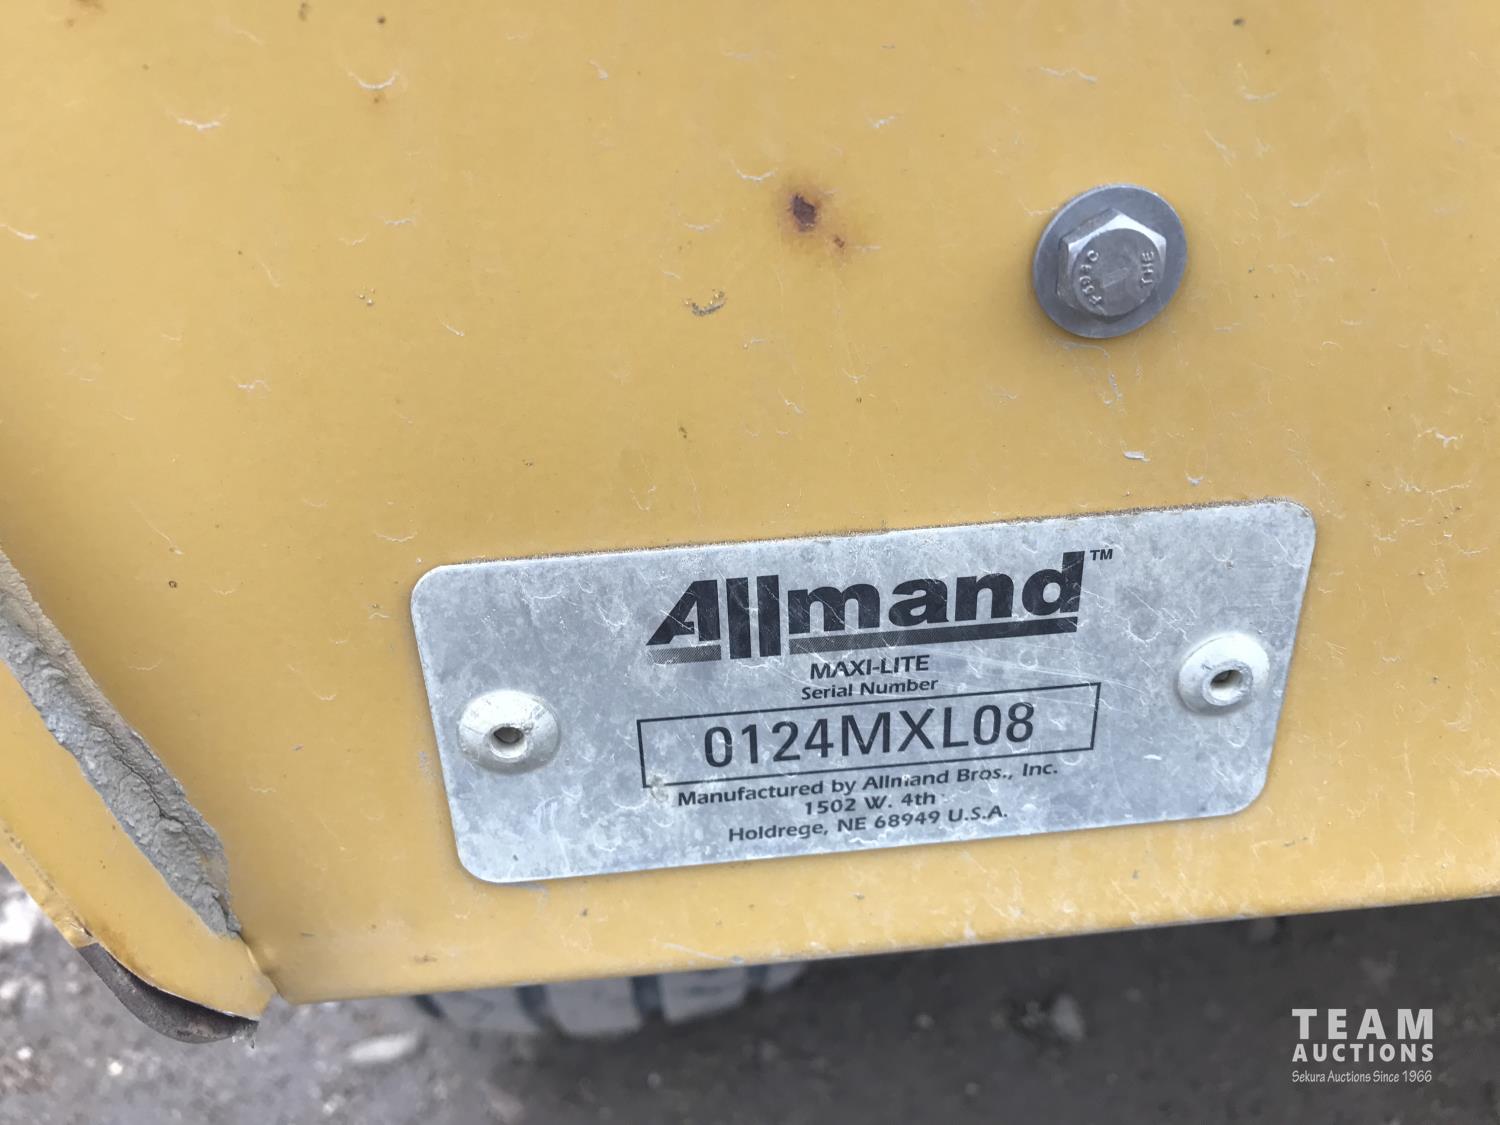 Allmand™
MAXI-LITE
Serial Number
0124MXL08
Manufactured by Allmand Bros., Inc.
1502 W. 4th
Holdrege, NE 68949 U.S.A.
THE
TEAM
AUCTIONS
Sekura Auctions Since 1966